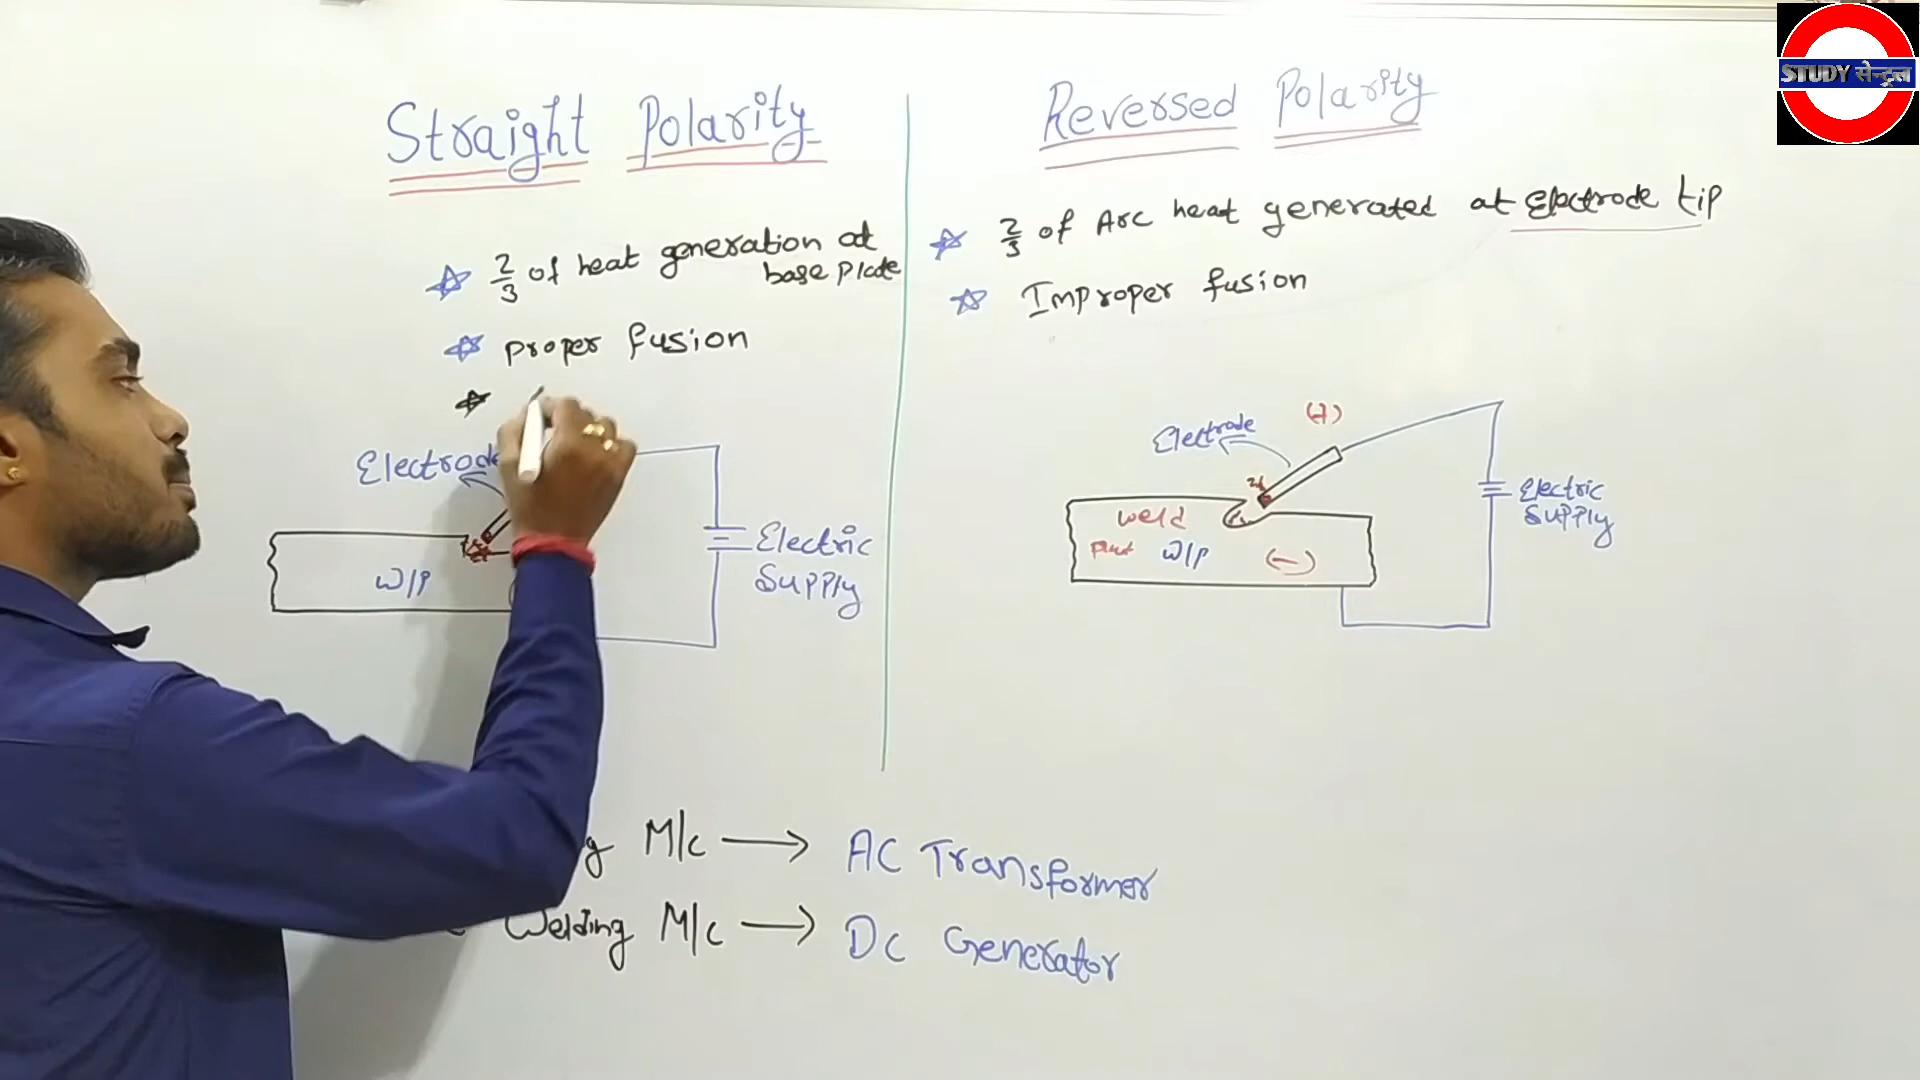 STUDY सेन्ट्रल
Straight Polarity
2/3 of heat generation at
base plate
proper fusion
Electrode
W/P
Electric
Supply
Reversed Polarity
2/3 of Arc heat generated at Electrode tip
Improper fusion
Electrode
(+)
weld
W/P
(-)
Electric
Supply
M/c → AC Transformer
Welding M/c → DC Generator